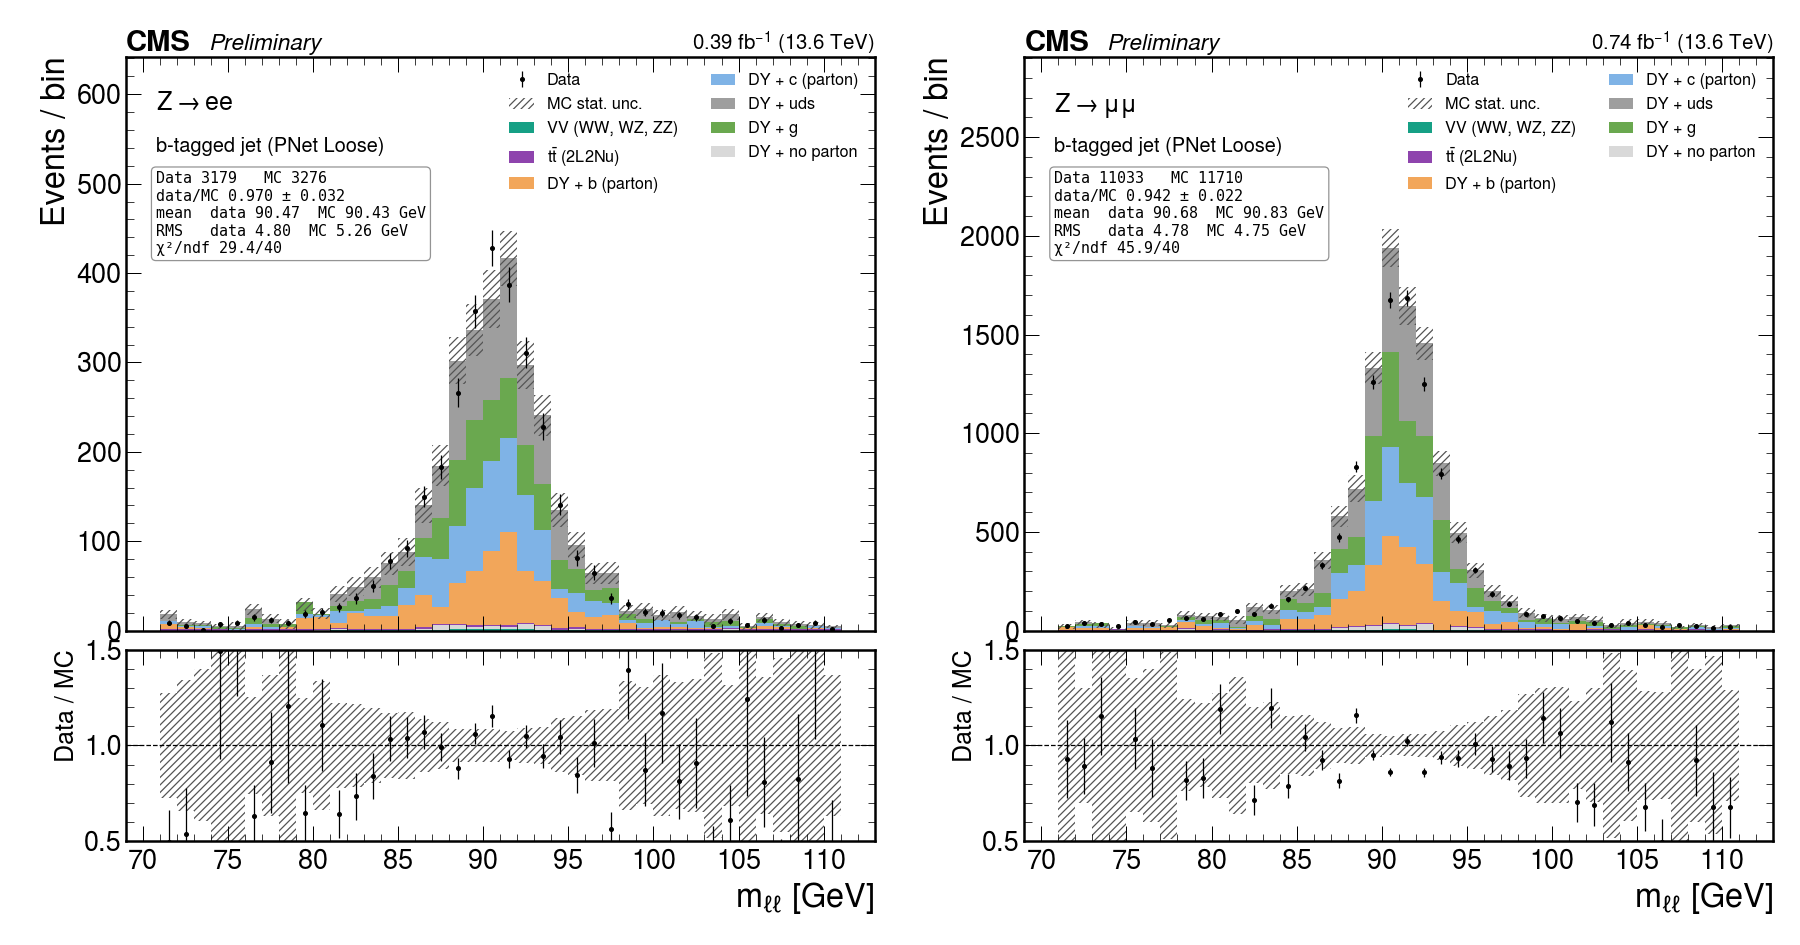 CMS Preliminary 0.39 fb⁻¹ (13.6 TeV)
Events / bin
Z → ee
b-tagged jet (PNet Loose)
Data 3179 MC 3276
data/MC 0.970 ± 0.032
mean data 90.47 MC 90.43 GeV
RMS data 4.80 MC 5.26 GeV
χ²/ndf 29.4/40
Data
MC stat. unc.
VV (WW, WZ, ZZ)
tt̄ (2L2Nu)
DY + b (parton)
DY + c (parton)
DY + uds
DY + g
DY + no parton
600
500
400
300
200
100
0
Data / MC
1.5
1.0
0.5
70 75 80 85 90 95 100 105 110
mℓℓ [GeV]
CMS Preliminary 0.74 fb⁻¹ (13.6 TeV)
Events / bin
Z → μμ
b-tagged jet (PNet Loose)
Data 11033 MC 11710
data/MC 0.942 ± 0.022
mean data 90.68 MC 90.83 GeV
RMS data 4.78 MC 4.75 GeV
χ²/ndf 45.9/40
Data
MC stat. unc.
VV (WW, WZ, ZZ)
tt̄ (2L2Nu)
DY + b (parton)
DY + c (parton)
DY + uds
DY + g
DY + no parton
2500
2000
1500
1000
500
0
Data / MC
1.5
1.0
0.5
70 75 80 85 90 95 100 105 110
mℓℓ [GeV]